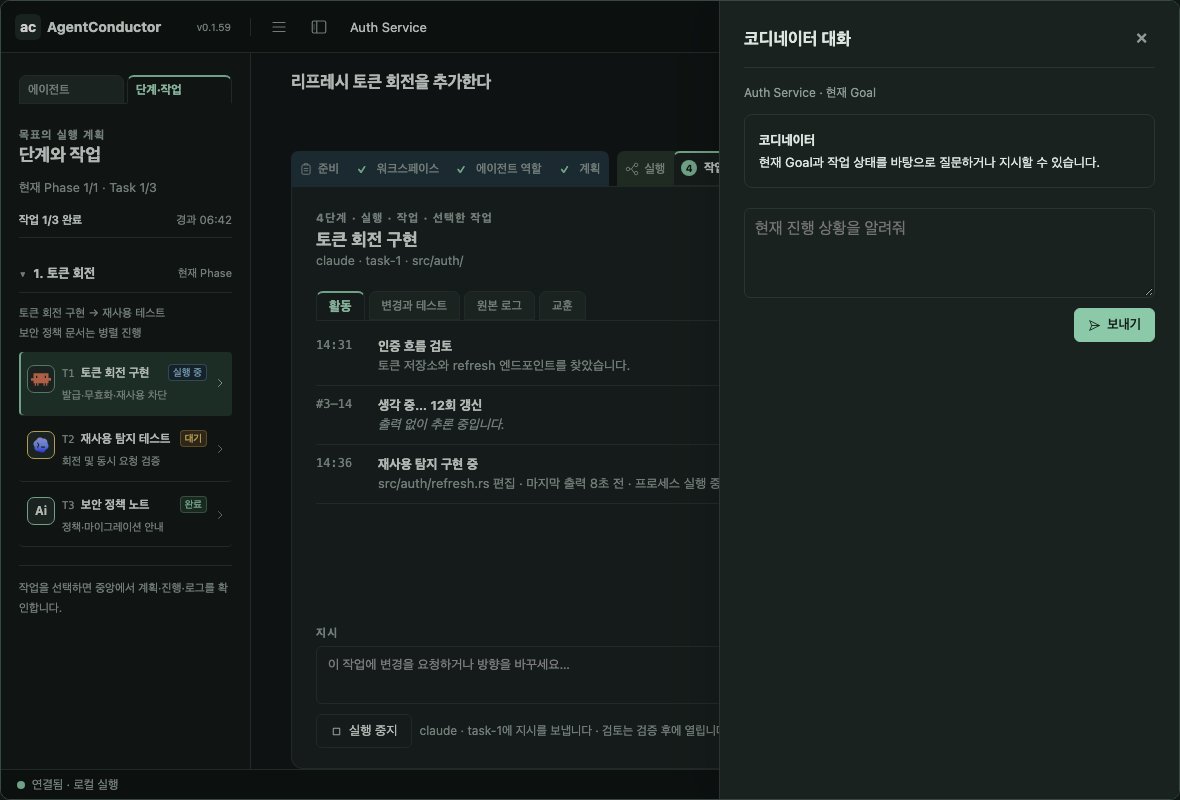 ac AgentConductor v0.1.59 Auth Service
에이전트 단계·작업
목표의 실행 계획
단계와 작업
현재 Phase 1/1 · Task 1/3
작업 1/3 완료 경과 06:42
1. 토큰 회전 현재 Phase
토큰 회전 구현 → 재사용 테스트
보안 정책 문서는 병렬 진행
T1 토큰 회전 구현 실행 중
발급·무효화·재사용 차단
T2 재사용 탐지 테스트 대기
회전 및 동시 요청 검증
Ai T3 보안 정책 노트 완료
정책·마이그레이션 안내
작업을 선택하면 중앙에서 계획·진행·로그를 확
인합니다.
연결됨 · 로컬 실행
리프레시 토큰 회전을 추가한다
준비 워크스페이스 에이전트 역할 계획 실행 4 작업
4단계 · 실행 · 작업 · 선택한 작업
토큰 회전 구현
claude · task-1 · src/auth/
활동 변경과 테스트 원본 로그 교훈
14:31 인증 흐름 검토
토큰 저장소와 refresh 엔드포인트를 찾았습니다.
#3–14 생각 중... 12회 갱신
출력 없이 추론 중입니다.
14:36 재사용 탐지 구현 중
src/auth/refresh.rs 편집 · 마지막 출력 8초 전 · 프로세스 실행 중
지시
이 작업에 변경을 요청하거나 방향을 바꾸세요...
실행 중지 claude · task-1에 지시를 보냅니다 · 검토는 검증 후에 열립니다
코디네이터 대화
Auth Service · 현재 Goal
코디네이터
현재 Goal과 작업 상태를 바탕으로 질문하거나 지시할 수 있습니다.
현재 진행 상황을 알려줘
보내기